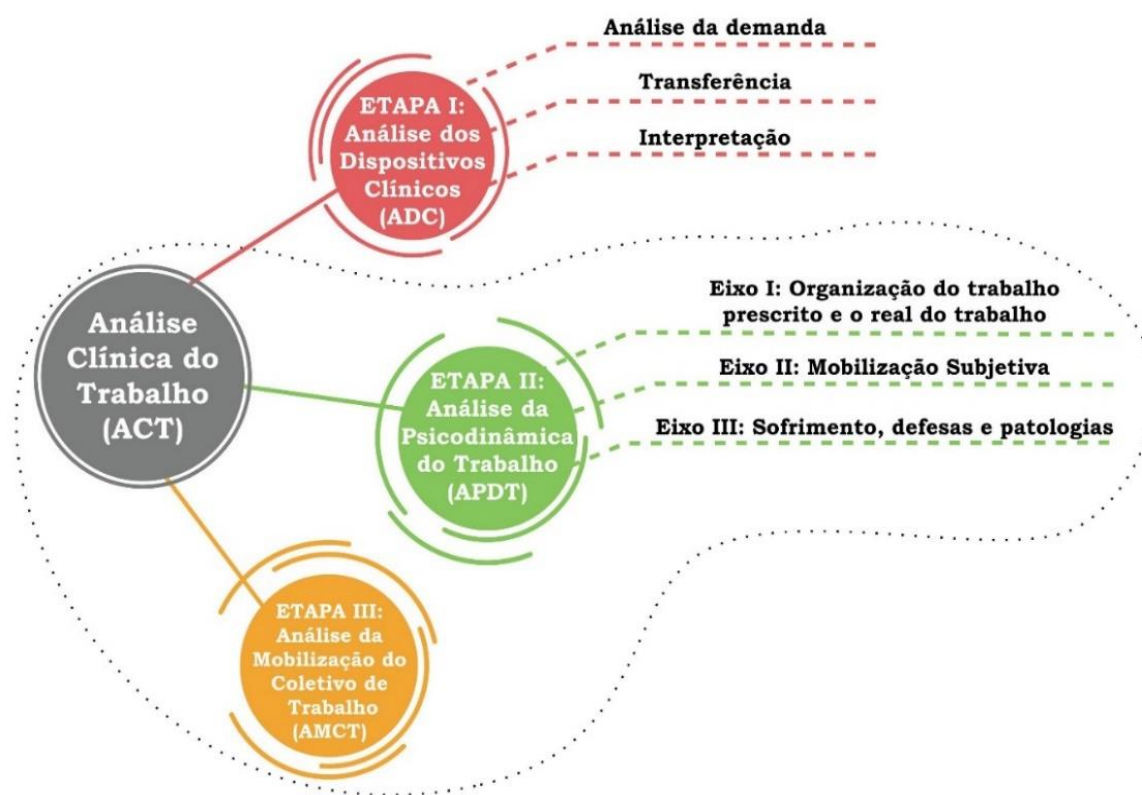 Análise da demanda
Transferência
Interpretação
ETAPA I:
Análise dos
Dispositivos
Clínicos
(ADC)
Análise
Clínica do
Trabalho
(ACT)
Eixo I: Organização do trabalho
prescrito e o real do trabalho
Eixo II: Mobilização Subjetiva
Eixo III: Sofrimento, defesas e patologias
ETAPA II:
Análise da
Psicodinâmica
do Trabalho
(APDT)
ETAPA III:
Análise da
Mobilização do
Coletivo de
Trabalho
(AMCT)